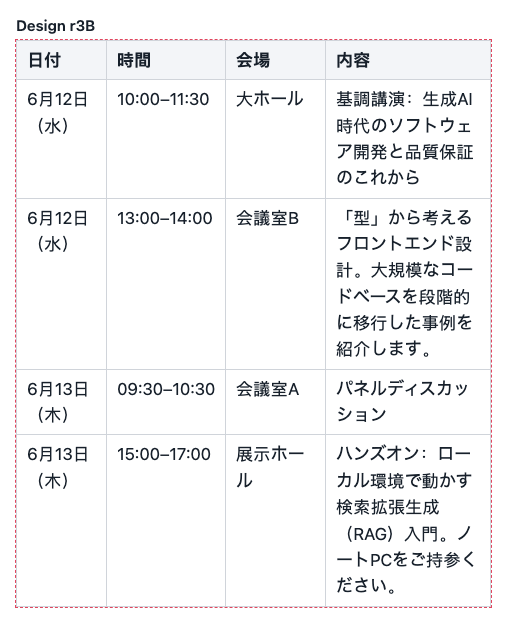 Design r3B
日付 時間 会場 内容
6月12日 10:00–11:30 大ホール 基調講演：生成AI
（水） 時代のソフトウェ
ア開発と品質保証
のこれから
6月12日 13:00–14:00 会議室B 「型」から考える
（水） フロントエンド設
計。大規模なコー
ドベースを段階的
に移行した事例を
紹介します。
6月13日 09:30–10:30 会議室A パネルディスカッ
（木） ション
6月13日 15:00–17:00 展示ホー ハンズオン：ロー
（木） ル カル環境で動かす
検索拡張生成
（RAG）入門。ノ
ートPCをご持参く
ださい。